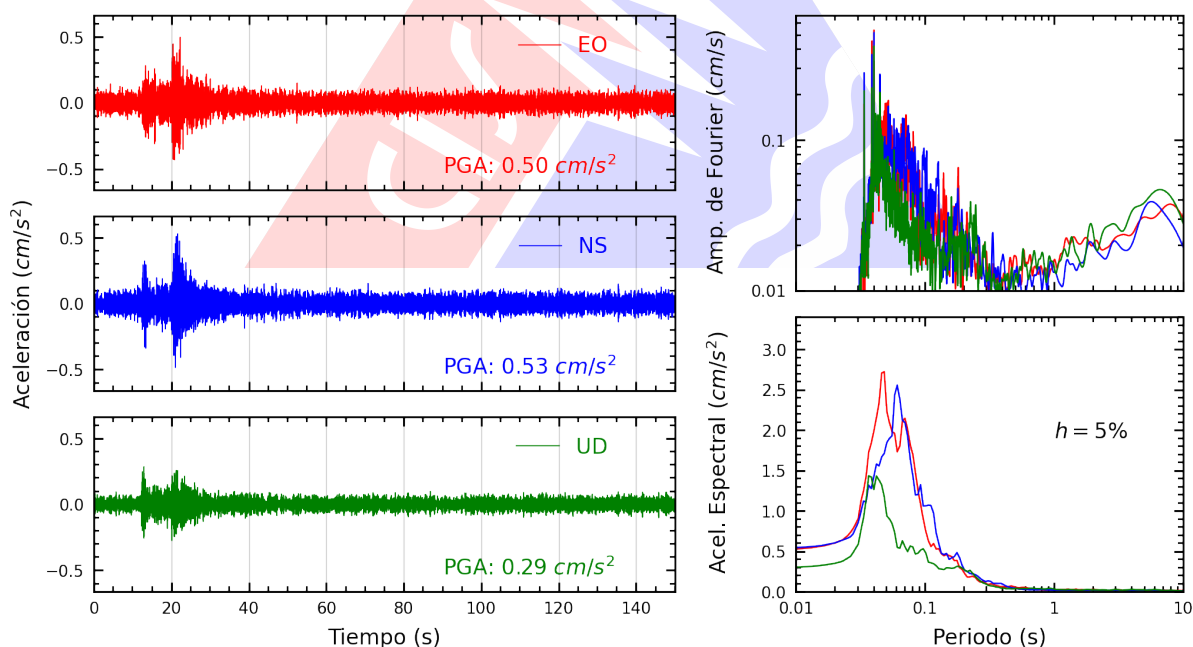 Aceleración (cm/s²)
0.5
0.0
−0.5
EO
PGA: 0.50 cm/s²
0.5
0.0
−0.5
NS
PGA: 0.53 cm/s²
0.5
0.0
−0.5
UD
PGA: 0.29 cm/s²
0 20 40 60 80 100 120 140
Tiempo (s)
Amp. de Fourier (cm/s)
0.1
0.01
Acel. Espectral (cm/s²)
3.0
2.5
2.0
1.5
1.0
0.5
0.0
h = 5%
0.01 0.1 1 10
Periodo (s)